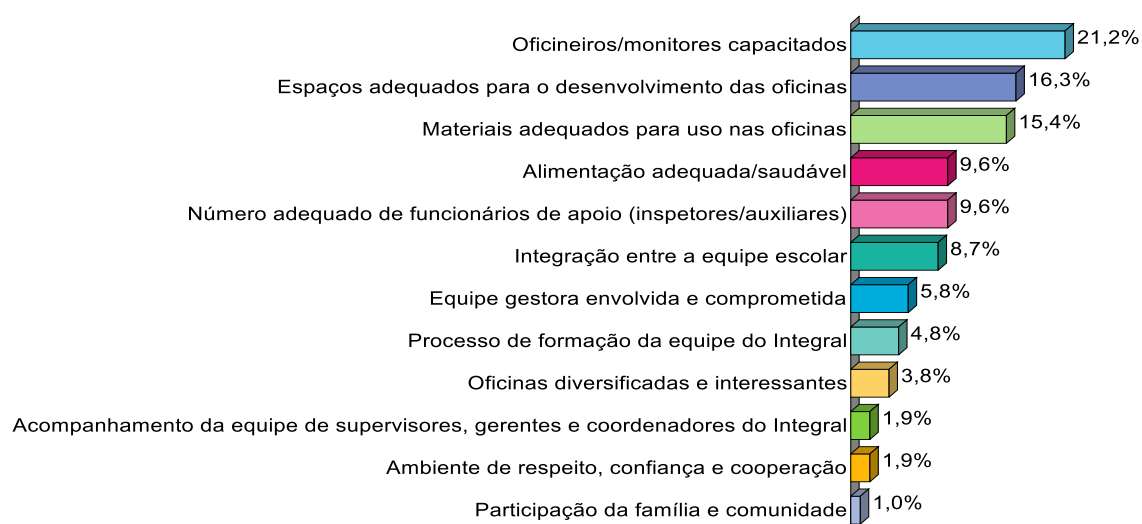 Oficineiros/monitores capacitados 21,2%
Espaços adequados para o desenvolvimento das oficinas 16,3%
Materiais adequados para uso nas oficinas 15,4%
Alimentação adequada/saudável 9,6%
Número adequado de funcionários de apoio (inspetores/auxiliares) 9,6%
Integração entre a equipe escolar 8,7%
Equipe gestora envolvida e comprometida 5,8%
Processo de formação da equipe do Integral 4,8%
Oficinas diversificadas e interessantes 3,8%
Acompanhamento da equipe de supervisores, gerentes e coordenadores do Integral 1,9%
Ambiente de respeito, confiança e cooperação 1,9%
Participação da família e comunidade 1,0%